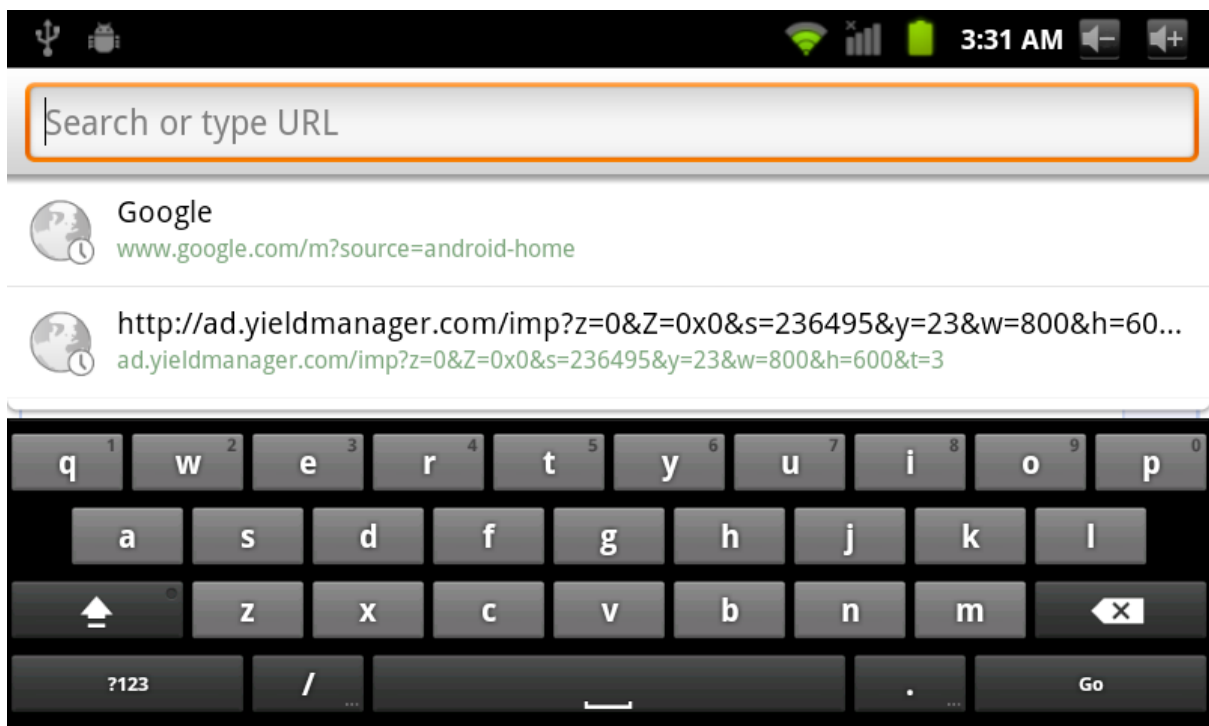 3:31 AM
Search or type URL
Google
www.google.com/m?source=android-home
http://ad.yieldmanager.com/imp?z=0&Z=0x0&s=236495&y=23&w=800&h=60...
ad.yieldmanager.com/imp?z=0&Z=0x0&s=236495&y=23&w=800&h=600&t=3
q 1 w 2 e 3 r 4 t 5 y 6 u 7 i 8 o 9 p 0
a s d f g h j k l
z x c v b n m
?123 / ... . ... Go